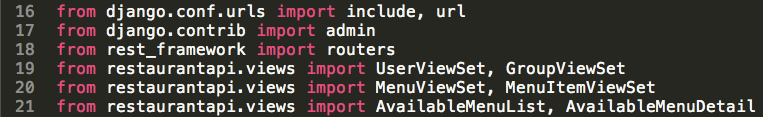 16 from django.conf.urls import include, url
17 from django.contrib import admin
18 from rest_framework import routers
19 from restaurantapi.views import UserViewSet, GroupViewSet
20 from restaurantapi.views import MenuViewSet, MenuItemViewSet
21 from restaurantapi.views import AvailableMenuList, AvailableMenuDetail